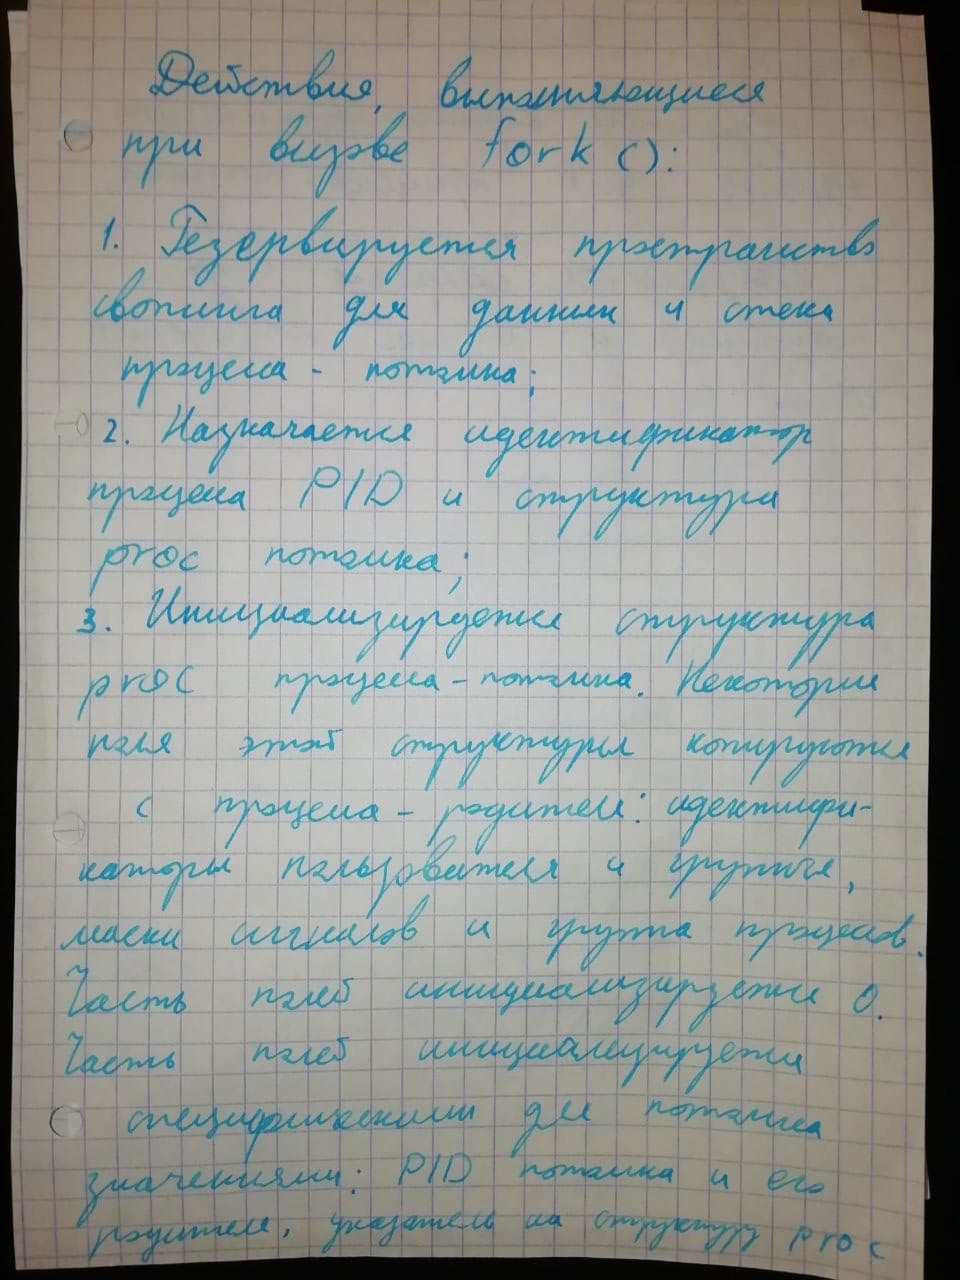 Действия, выполняющиеся
при вызове fork():
1. Резервируется пространство
свопинга для данных и стека
процесса - потомка;
2. Назначается идентификатор
процесса PID и структура
proc потомка;
3. Инициализируется структура
proc процесса-потомка. Некоторые
поля этой структуры копируются
с процесса - родителя: идентифи-
каторы пользователя и группы,
маски сигналов и группа процессов.
Часть полей инициализируется 0.
Часть полей инициализируется
специфическими для потомка
значениями: PID потомка и его
родителя, указатель на структуру proc